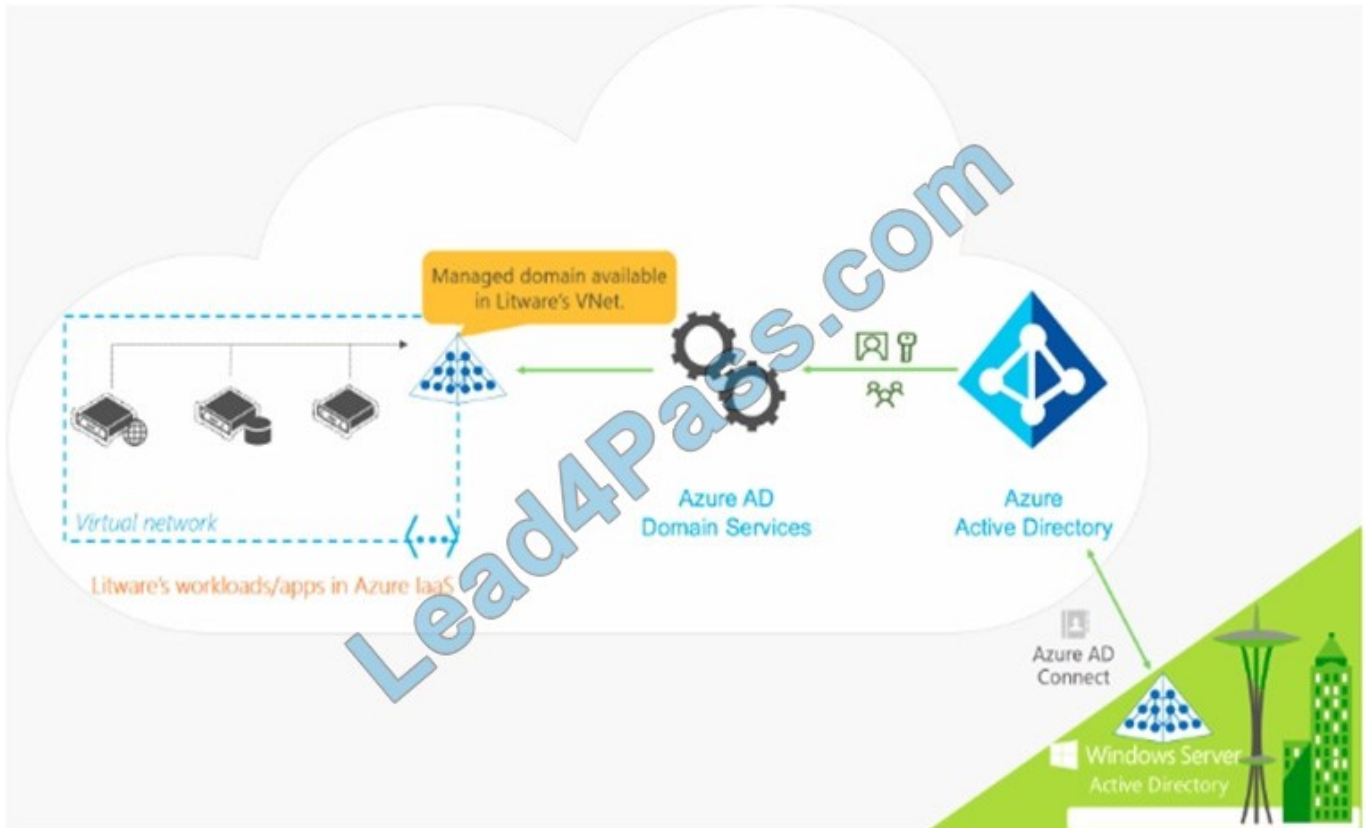 Managed domain available
in Litware's VNet.
Virtual network
Litware's workloads/apps in Azure IaaS
Azure AD
Domain Services
Azure
Active Directory
Azure AD
Connect
Windows Server
Active Directory
Lead4Pass.com